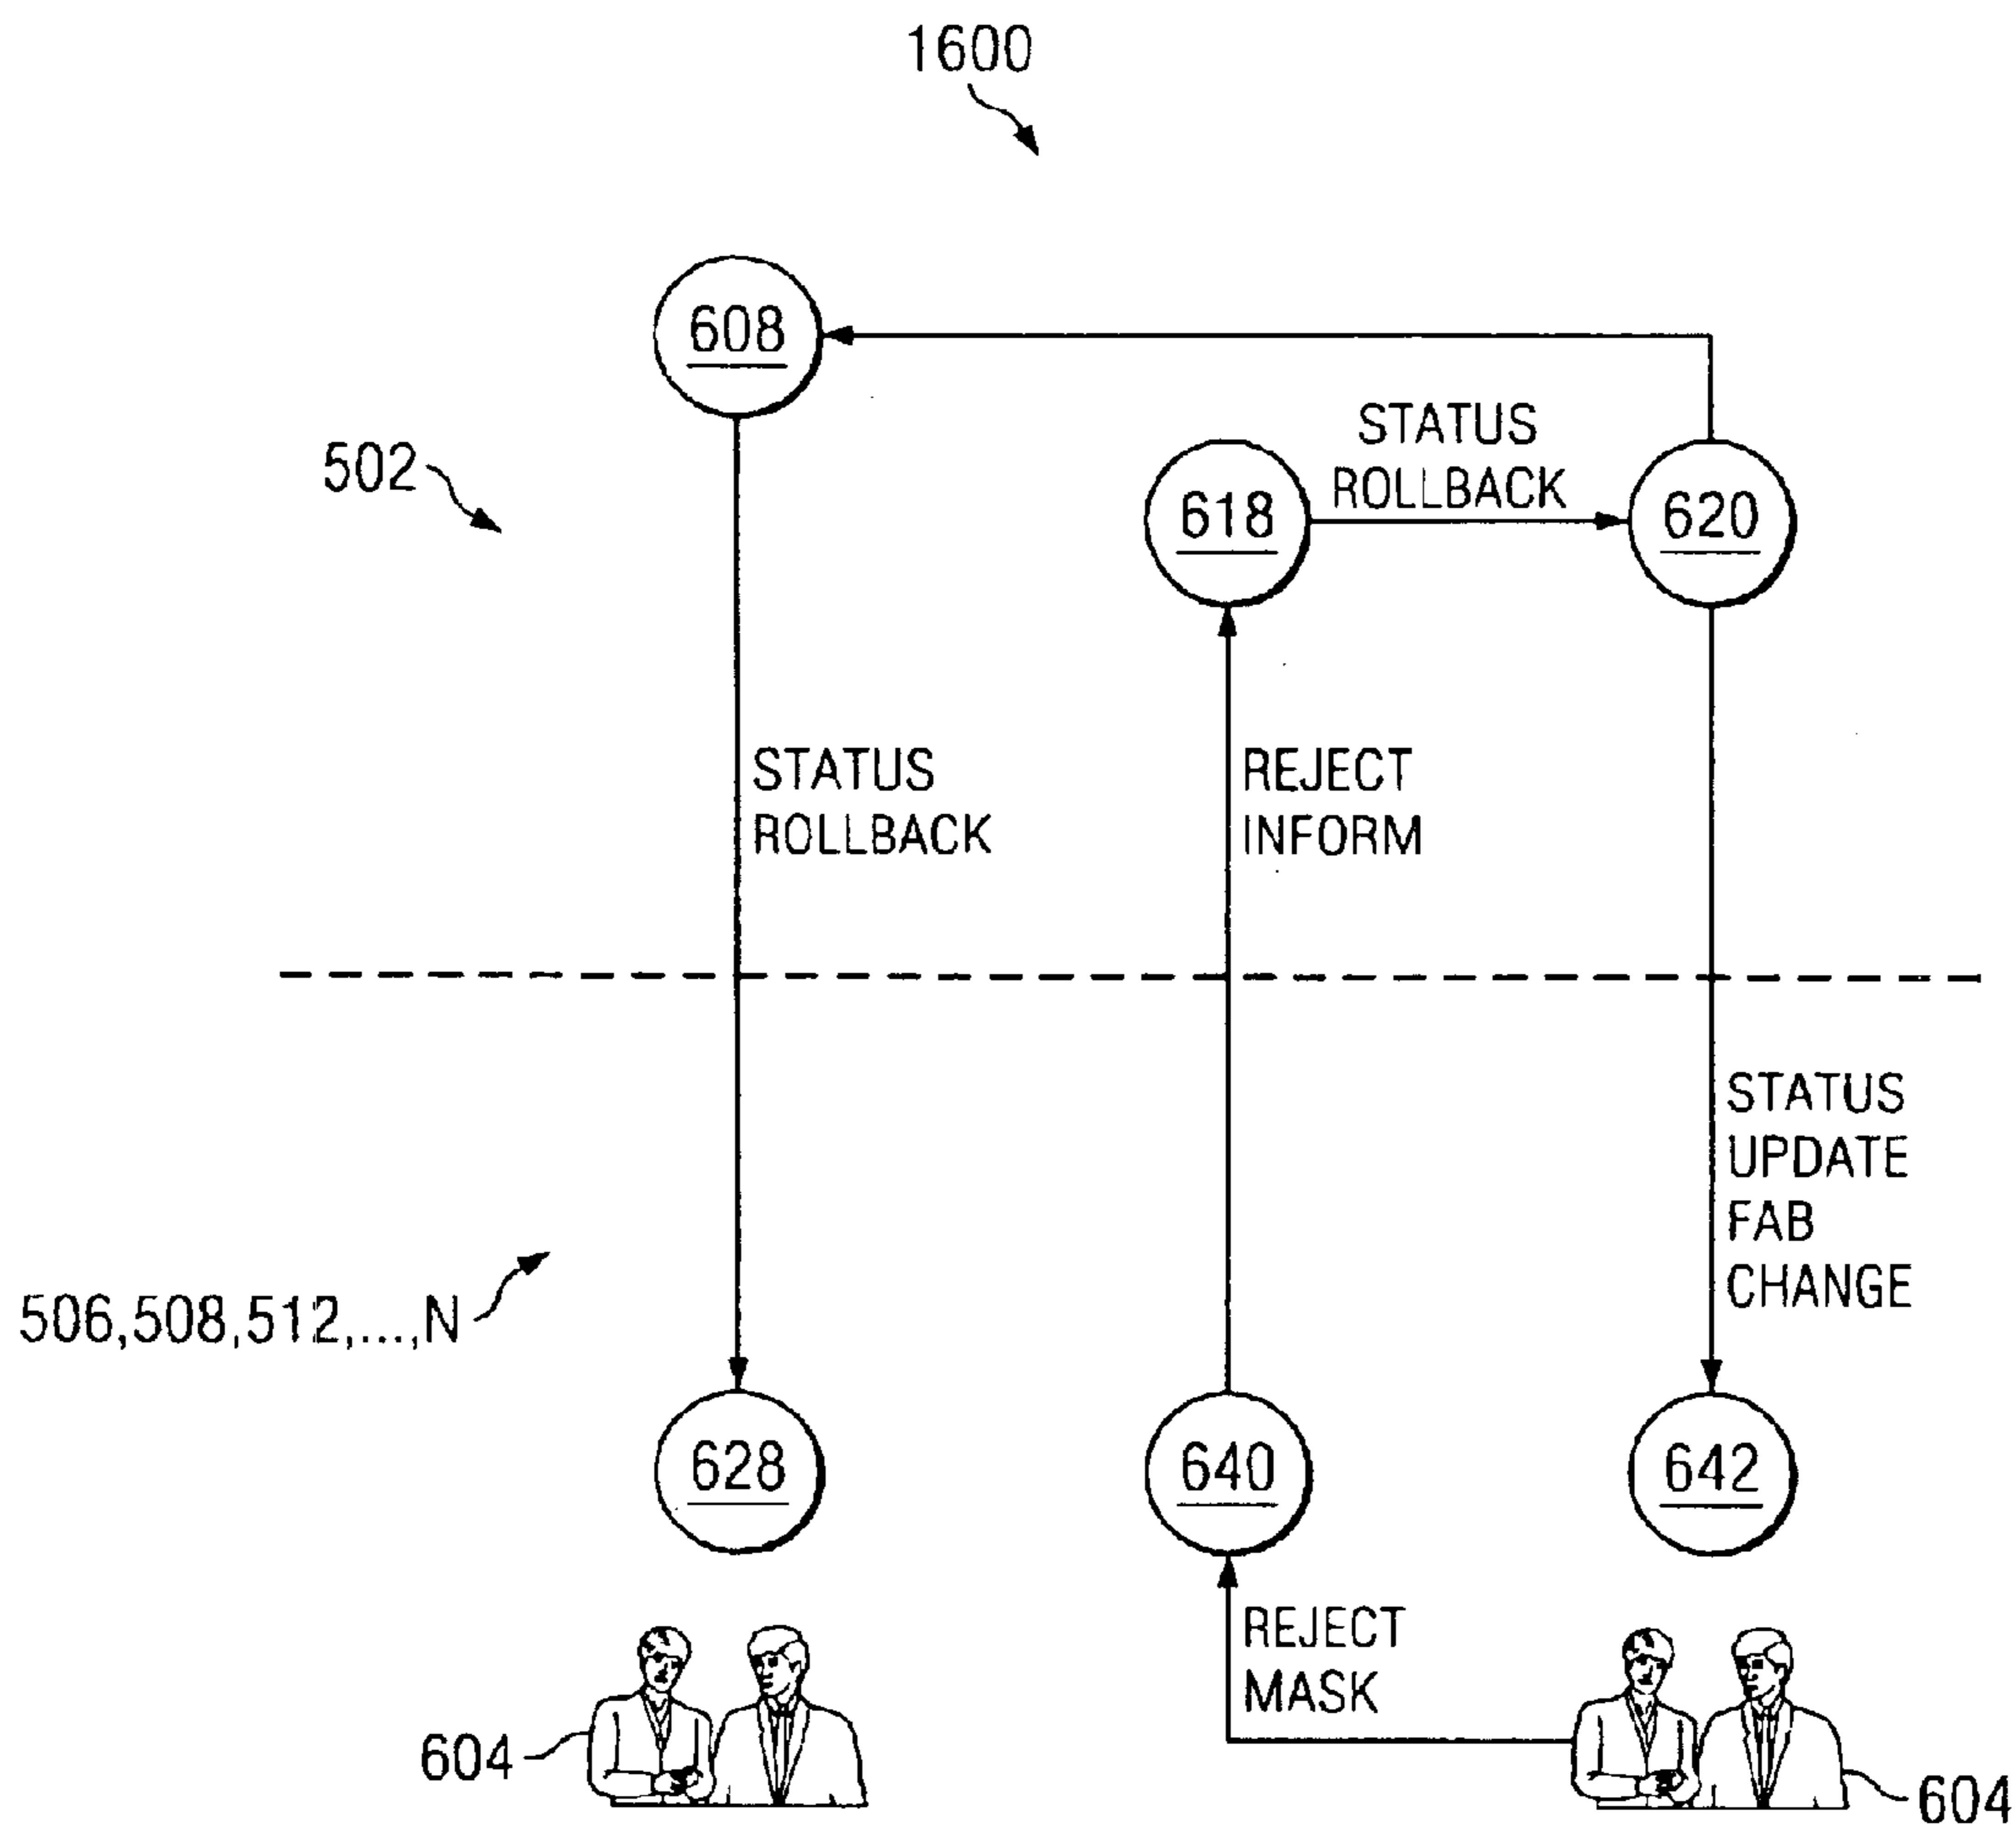 1600
608
STATUS
ROLLBACK
502
618
620
STATUS
ROLLBACK
REJECT
INFORM
STATUS
UPDATE
FAB
CHANGE
506,508,512,...,N
628
640
642
REJECT
MASK
604
604